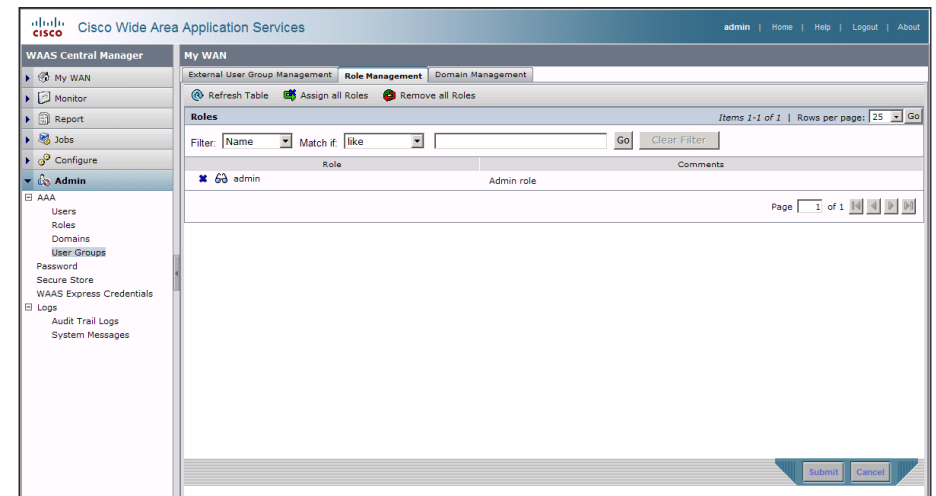 cisco Cisco Wide Area Application Services admin | Home | Help | Logout | About
WAAS Central Manager
My WAN
Monitor
Report
Jobs
Configure
Admin
AAA
Users
Roles
Domains
User Groups
Password
Secure Store
WAAS Express Credentials
Logs
Audit Trail Logs
System Messages
My WAN
External User Group Management Role Management Domain Management
Refresh Table Assign all Roles Remove all Roles
Roles Items 1-1 of 1 | Rows per page: 25 Go
Filter: Name Match if: like Go Clear Filter
Role Comments
admin Admin role
Page 1 of 1
Submit Cancel